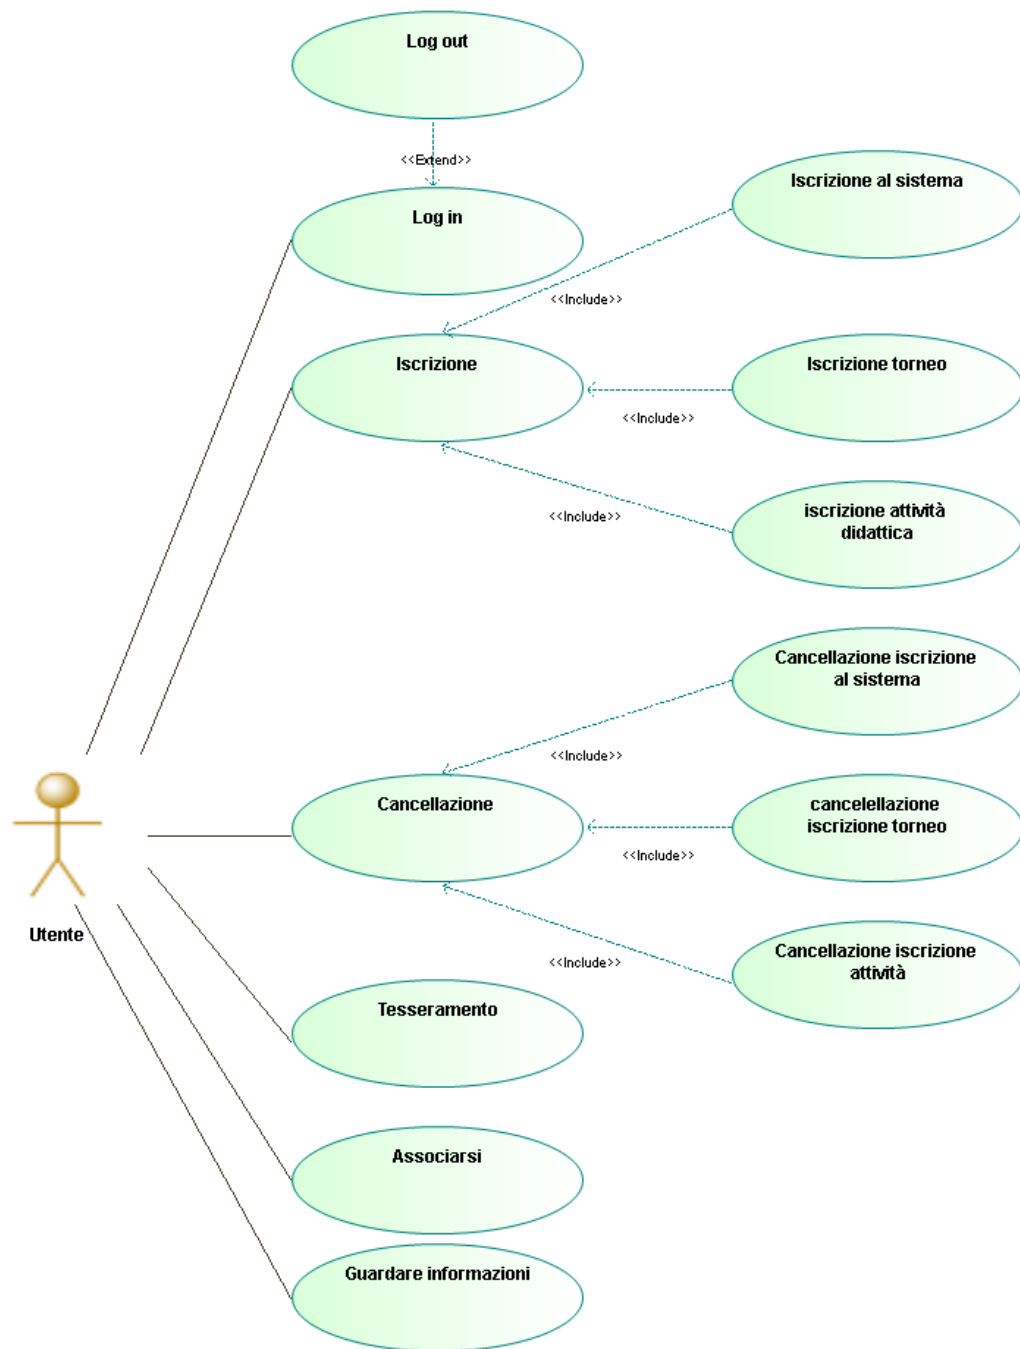 Log out
<<Extend>>
Log in
Iscrizione al sistema
<<Include>>
Iscrizione
Iscrizione torneo
<<Include>>
iscrizione attività
didattica
<<Include>>
Cancellazione iscrizione
al sistema
<<Include>>
Cancellazione
cancelellazione
iscrizione torneo
<<Include>>
Utente
Cancellazione iscrizione
attività
<<Include>>
Tesseramento
Associarsi
Guardare informazioni